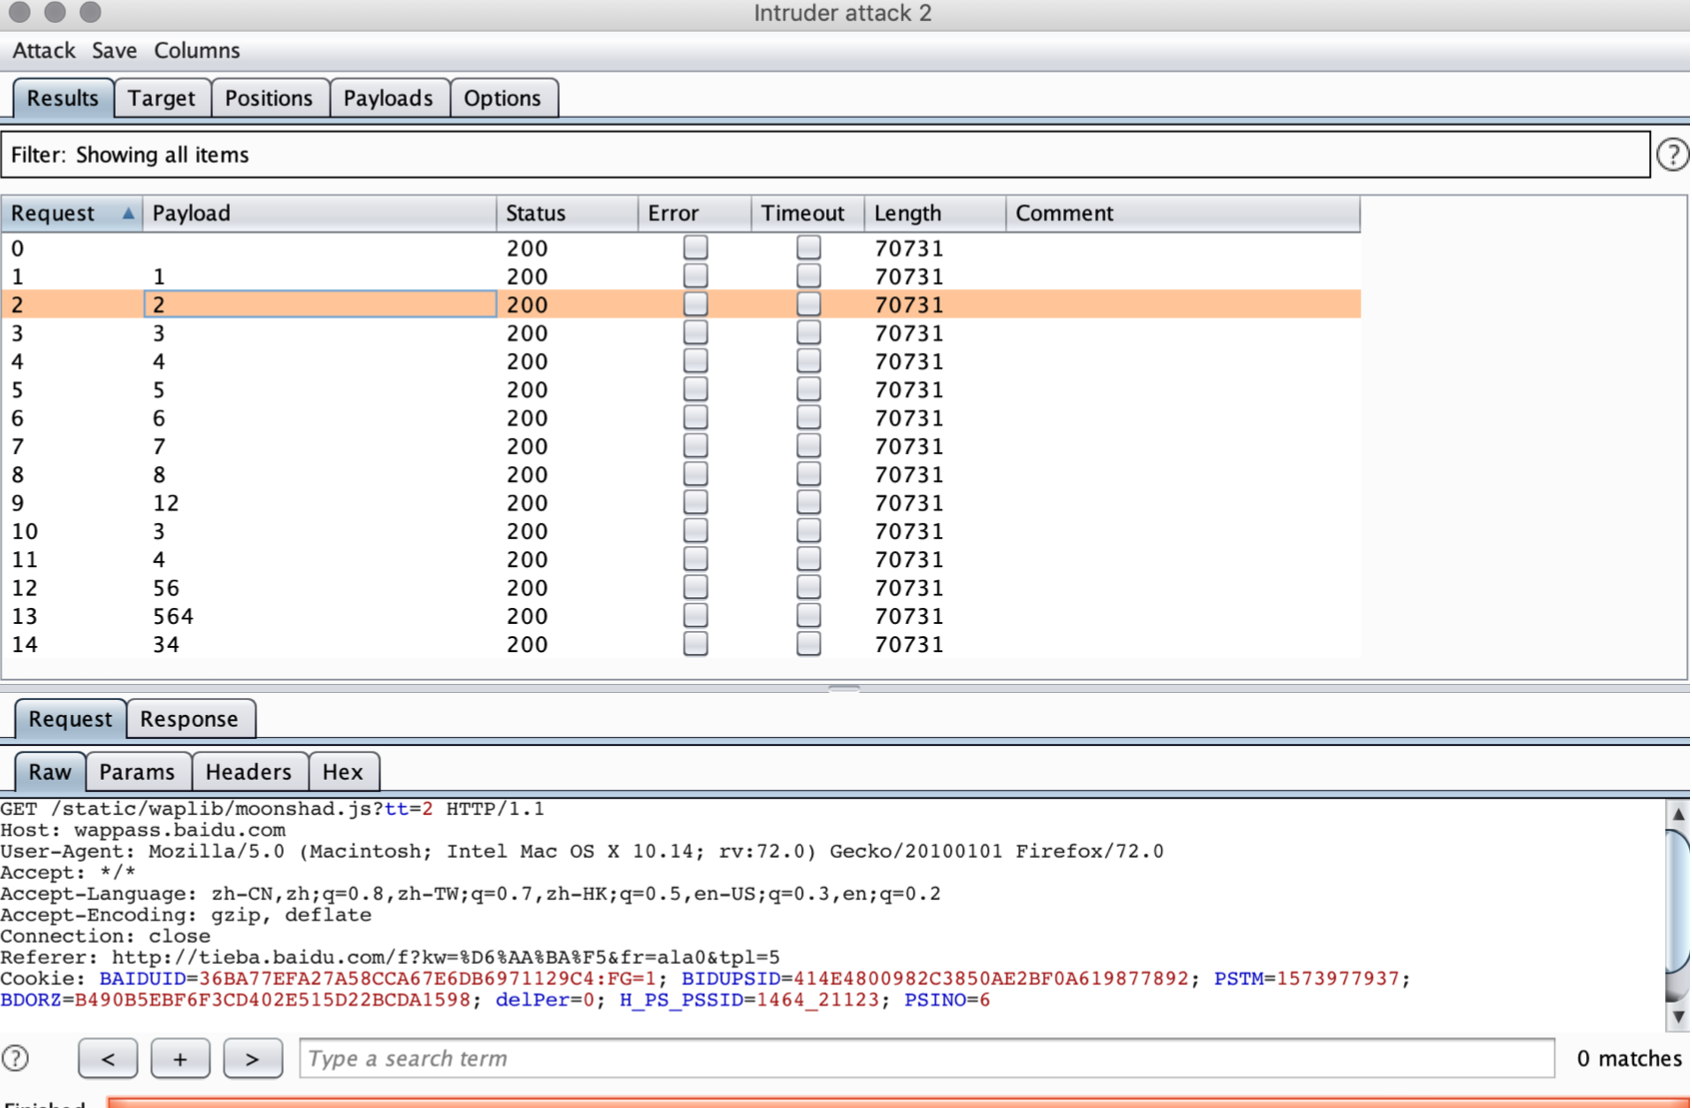 Intruder attack 2
Attack Save Columns
Results Target Positions Payloads Options
Filter: Showing all items ?
Request ▲ Payload Status Error Timeout Length Comment
0 200 70731
1 1 200 70731
2 2 200 70731
3 3 200 70731
4 4 200 70731
5 5 200 70731
6 6 200 70731
7 7 200 70731
8 8 200 70731
9 12 200 70731
10 3 200 70731
11 4 200 70731
12 56 200 70731
13 564 200 70731
14 34 200 70731
Request Response
Raw Params Headers Hex
GET /static/waplib/moonshad.js?tt=2 HTTP/1.1
Host: wappass.baidu.com
User-Agent: Mozilla/5.0 (Macintosh; Intel Mac OS X 10.14; rv:72.0) Gecko/20100101 Firefox/72.0
Accept: */*
Accept-Language: zh-CN,zh;q=0.8,zh-TW;q=0.7,zh-HK;q=0.5,en-US;q=0.3,en;q=0.2
Accept-Encoding: gzip, deflate
Connection: close
Referer: http://tieba.baidu.com/f?kw=%D6%AA%BA%F5&fr=ala0&tpl=5
Cookie: BAIDUID=36BA77EFA27A58CCA67E6DB6971129C4:FG=1; BIDUPSID=414E4800982C3850AE2BF0A619877892; PSTM=1573977937;
BDORZ=B490B5EBF6F3CD402E515D22BCDA1598; delPer=0; H_PS_PSSID=1464_21123; PSINO=6
? < + > Type a search term 0 matches
Finished